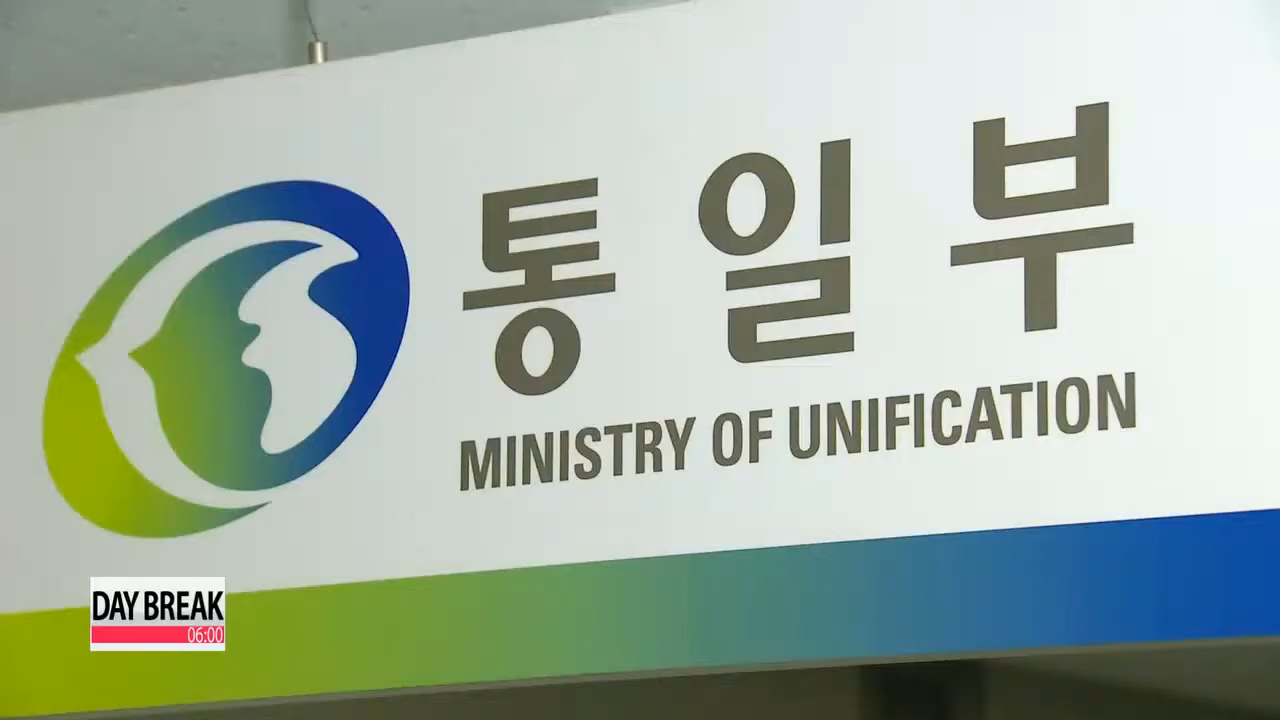 통일부
MINISTRY OF UNIFICATION
DAY BREAK
06:00